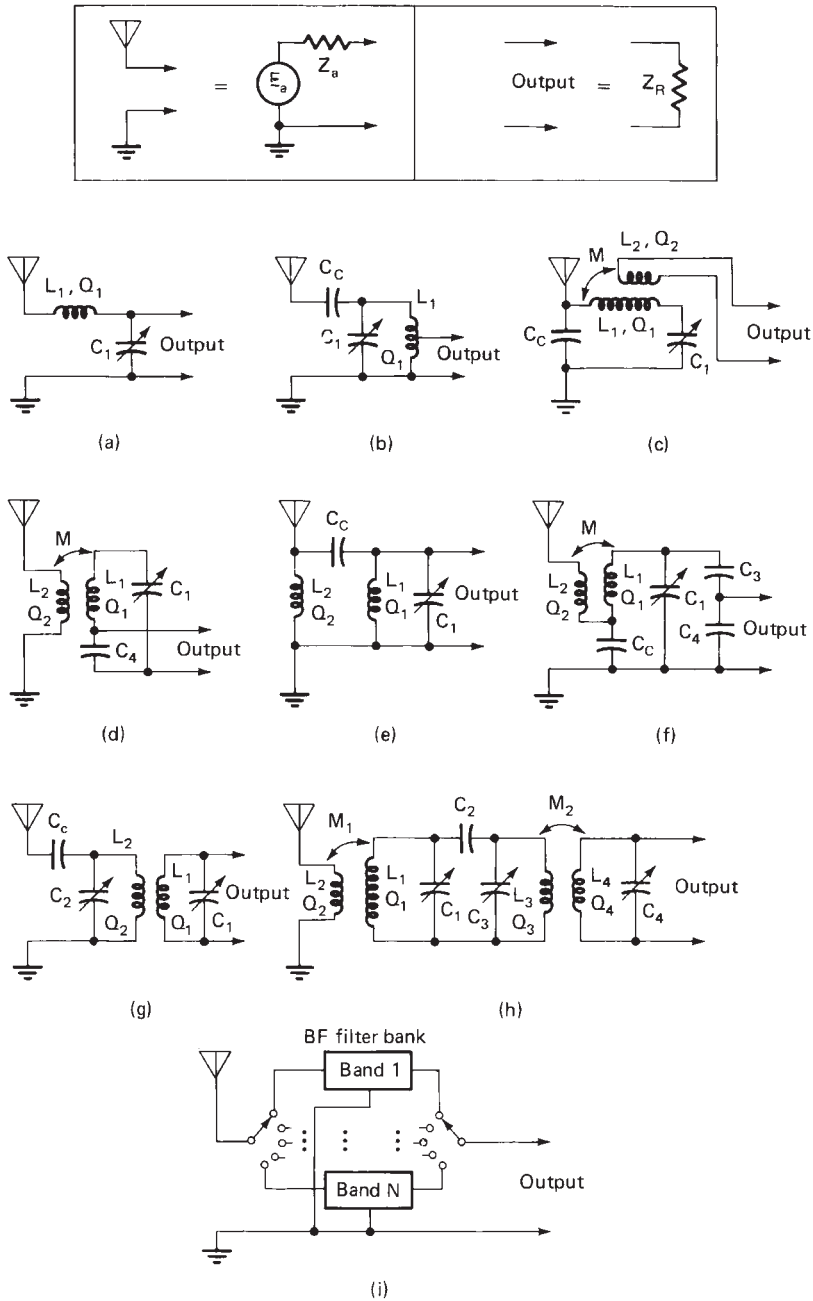 E_a
Z_a
=
Output = Z_R
L_1, Q_1
C_1
Output
(a)
C_C
L_1
C_1
Q_1
Output
(b)
L_2, Q_2
M
L_1, Q_1
C_C
C_1
Output
(c)
M
L_2
Q_2
L_1
Q_1
C_1
C_4
Output
(d)
C_C
L_2
Q_2
L_1
Q_1
C_1
Output
(e)
M
L_2
Q_2
L_1
Q_1
C_1
C_3
C_4
C_C
Output
(f)
C_c
L_2
C_2
Q_2
L_1
Q_1
C_1
Output
(g)
M_1
C_2
M_2
L_2
Q_2
L_1
Q_1
C_1
C_3
L_3
Q_3
L_4
Q_4
C_4
Output
(h)
BF filter bank
Band 1
Band N
Output
(i)